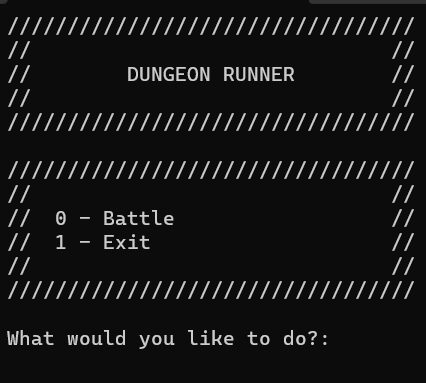 //////////////////////////////////
//                              //
//        DUNGEON RUNNER        //
//                              //
//////////////////////////////////
//////////////////////////////////
//                              //
//  0 - Battle                  //
//  1 - Exit                    //
//                              //
//////////////////////////////////
What would you like to do?: